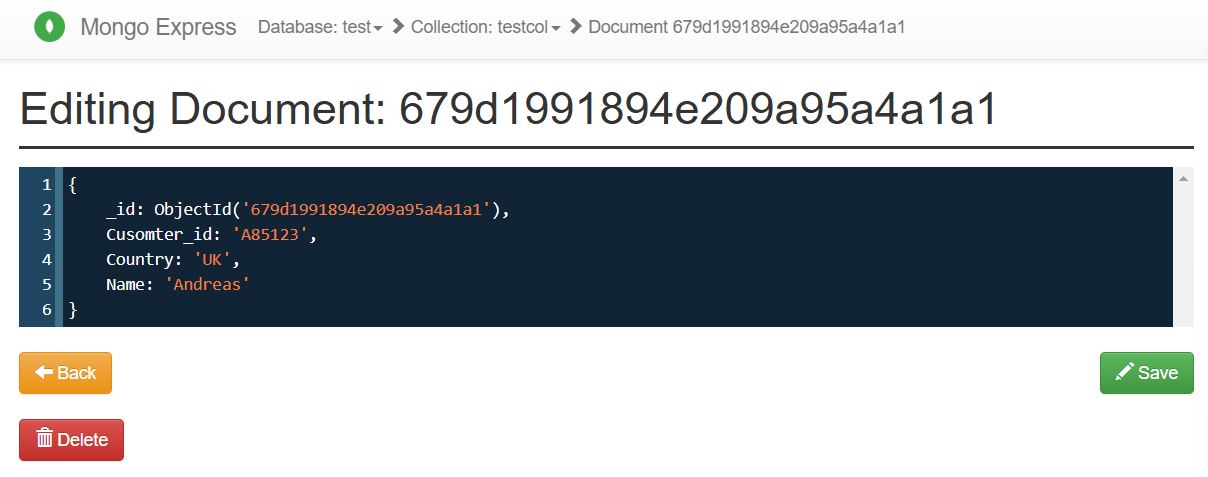 Mongo Express Database: test Collection: testcol Document 679d1991894e209a95a4a1a1
Editing Document: 679d1991894e209a95a4a1a1
1 {
2 _id: ObjectId('679d1991894e209a95a4a1a1'),
3 Cusomter_id: 'A85123',
4 Country: 'UK',
5 Name: 'Andreas'
6 }
Back Save
Delete